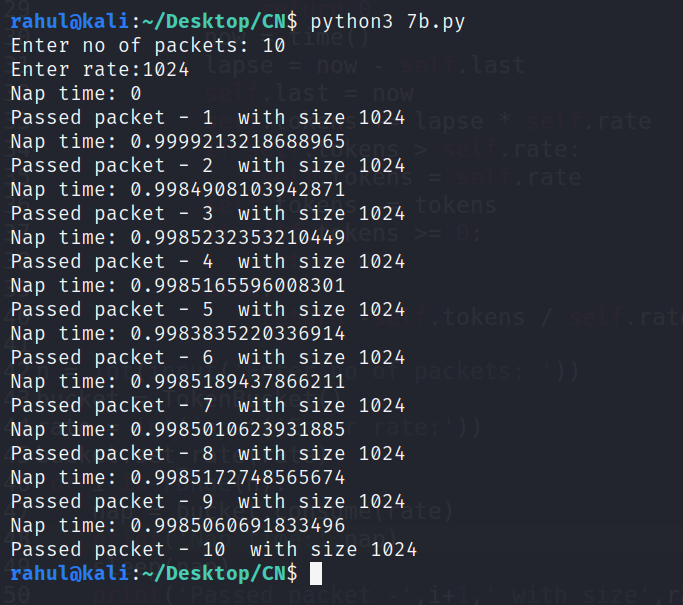 rahul@kali:~/Desktop/CN$ python3 7b.py
Enter no of packets: 10
Enter rate:1024
Nap time: 0
Passed packet - 1  with size 1024
Nap time: 0.9999213218688965
Passed packet - 2  with size 1024
Nap time: 0.9984908103942871
Passed packet - 3  with size 1024
Nap time: 0.9985232353210449
Passed packet - 4  with size 1024
Nap time: 0.9985165596008301
Passed packet - 5  with size 1024
Nap time: 0.9983835220336914
Passed packet - 6  with size 1024
Nap time: 0.9985189437866211
Passed packet - 7  with size 1024
Nap time: 0.9985010623931885
Passed packet - 8  with size 1024
Nap time: 0.9985172748565674
Passed packet - 9  with size 1024
Nap time: 0.9985060691833496
Passed packet - 10  with size 1024
rahul@kali:~/Desktop/CN$